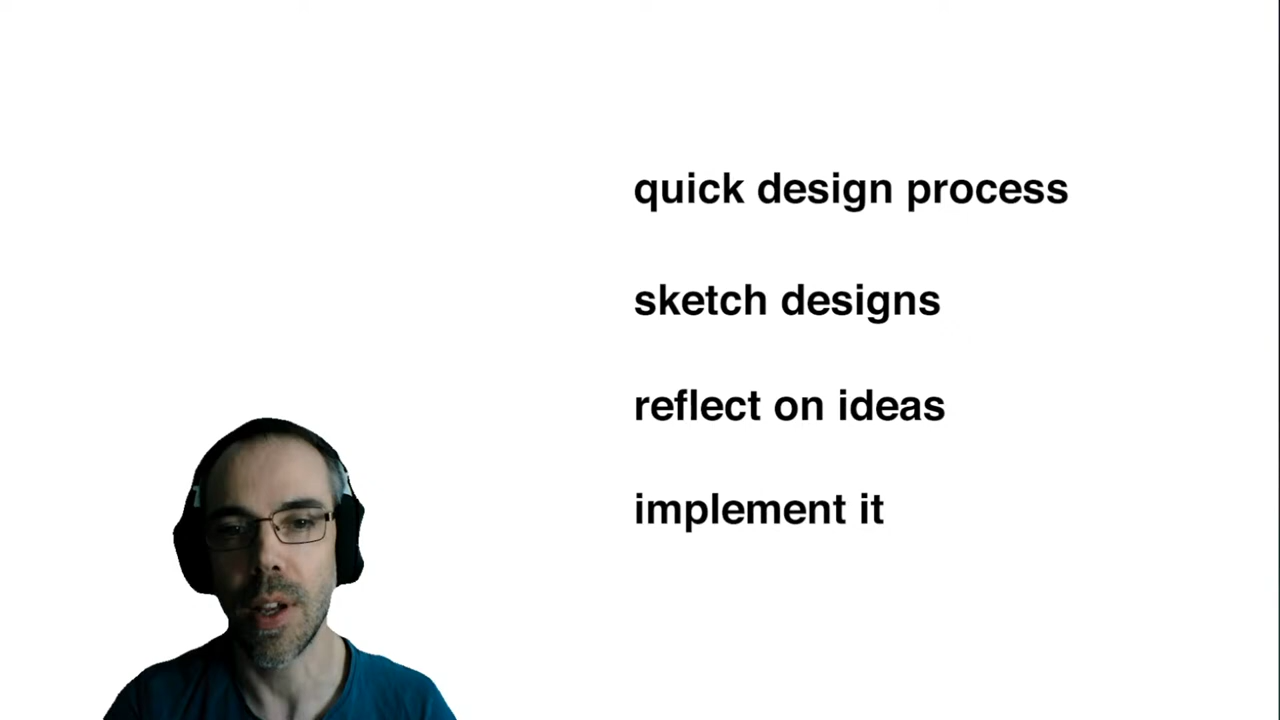 quick design process
sketch designs
reflect on ideas
implement it